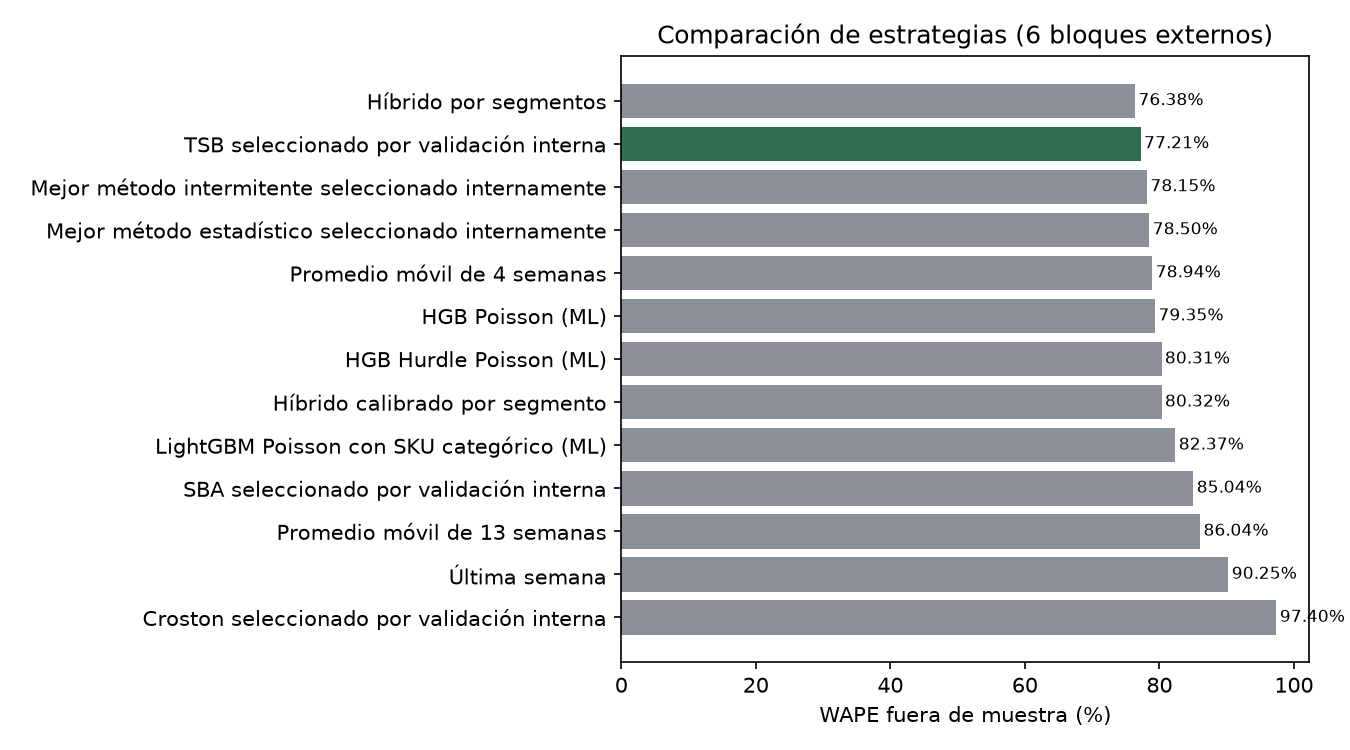 Comparación de estrategias (6 bloques externos)
Híbrido por segmentos 76.38%
TSB seleccionado por validación interna 77.21%
Mejor método intermitente seleccionado internamente 78.15%
Mejor método estadístico seleccionado internamente 78.50%
Promedio móvil de 4 semanas 78.94%
HGB Poisson (ML) 79.35%
HGB Hurdle Poisson (ML) 80.31%
Híbrido calibrado por segmento 80.32%
LightGBM Poisson con SKU categórico (ML) 82.37%
SBA seleccionado por validación interna 85.04%
Promedio móvil de 13 semanas 86.04%
Última semana 90.25%
Croston seleccionado por validación interna 97.40%
0 20 40 60 80 100
WAPE fuera de muestra (%)